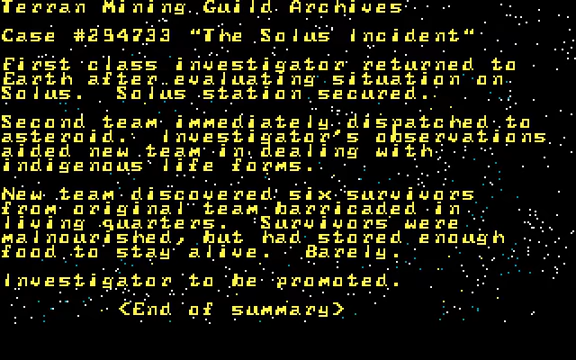 Terran Mining Guild Archives
Case #294733 "The Solus Incident"
First class investigator returned to
Earth after evaluating situation on
Solus.  Solus station secured.
Second team immediately dispatched to
asteroid.  Investigator's observations
aided new team in dealing with
indigenous life forms.
New team discovered six survivors
from original team barricaded in
living quarters.  Survivors were
malnourished, but had stored enough
food to stay alive.  Barely.
Investigator to be promoted.
<End of summary>